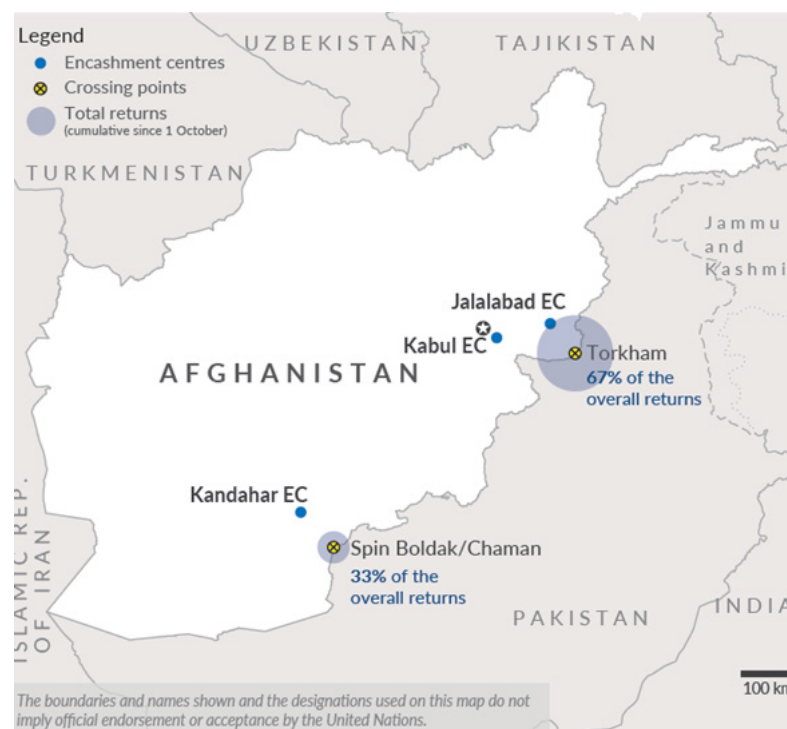 Legend
Encashment centres
Crossing points
Total returns
(cumulative since 1 October)
UZBEKISTAN
TAJIKISTAN
TURKMENISTAN
Jammu
and
Kashmi
Jalalabad EC
Kabul EC
Torkham
67% of the
overall returns
AFGHANISTAN
Kandahar EC
Spin Boldak/Chaman
33% of the
overall returns
ISLAMIC REP.
OF IRAN
PAKISTAN
INDIA
100 km
The boundaries and names shown and the designations used on this map do not
imply official endorsement or acceptance by the United Nations.